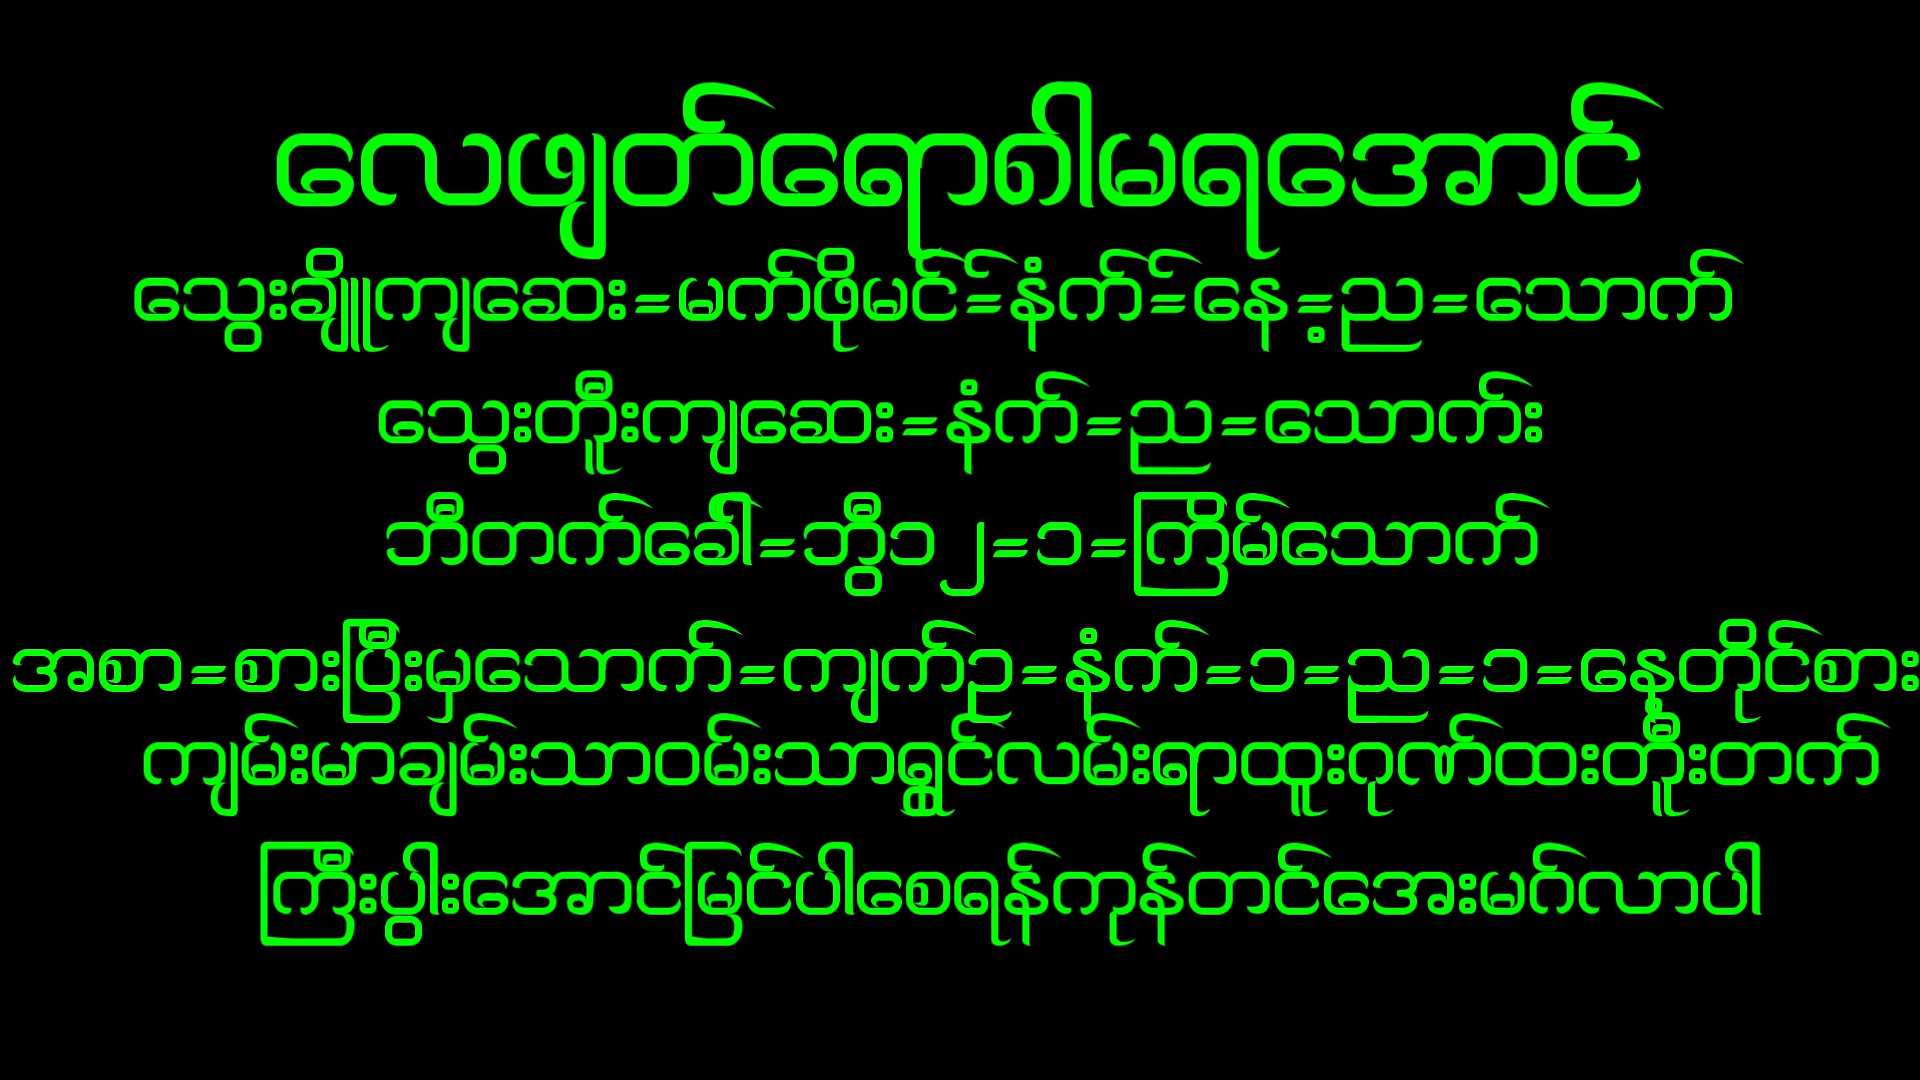 လေဖျတ်ရောဂါမရအောင်
သွေးချိူကျဆေး=မက်ဖိုမင်=်နံက်=်နေ=့ည=သောက်
သွေးတီူးကျဆေး=နံက်=ည=သောက်း
ဘီတက်ခေါ်=ဘွီ၁၂=၁=ကြိမ်သောက်
အစာ=စားပြီးမှသောက်=ကျက်ဥ=နံက်=၁=ည=၁=နေ့တိုင်စား
ကျမ်းမာချမ်းသာဝမ်းသာရွှင်လမ်းရာထူးဂုဏ်ထးတီူးတက်
ကြီးပွါးအောင်မြင်ပါစေရန်ကုန်တင်အေးမဂ်လာပါ